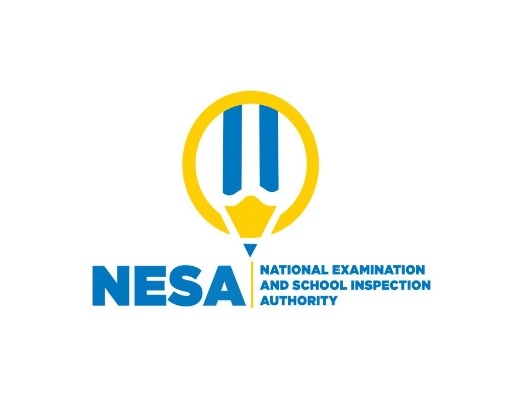 NESA
NATIONAL EXAMINATION
AND SCHOOL INSPECTION
AUTHORITY